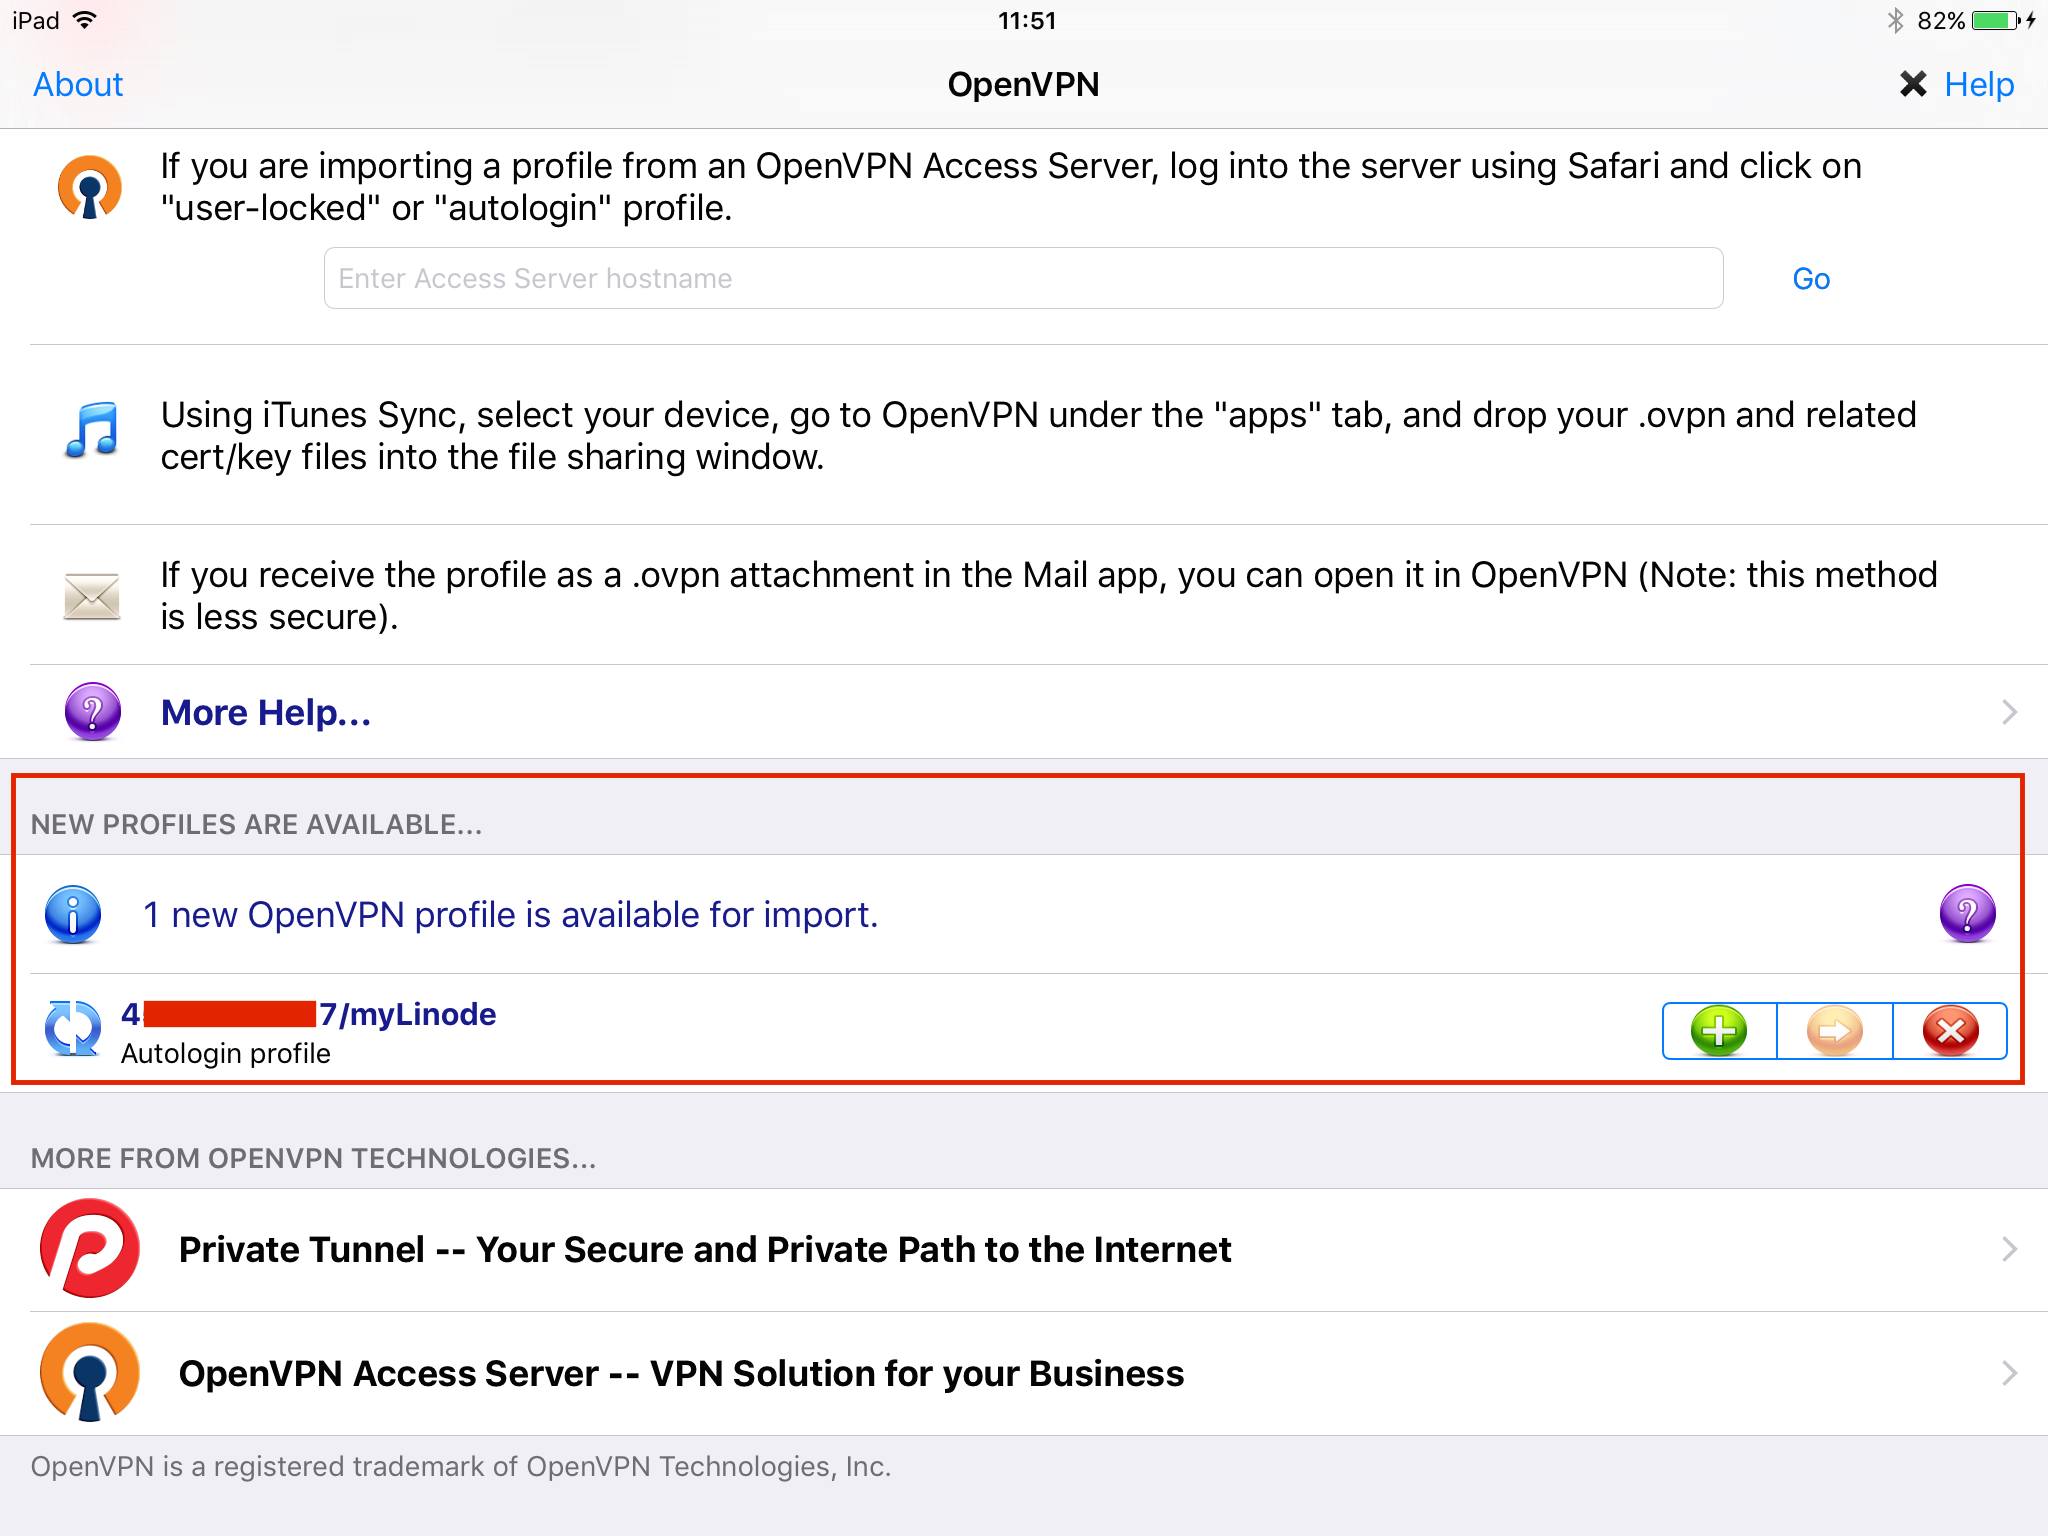 iPad
11:51
82%
About
OpenVPN
Help
If you are importing a profile from an OpenVPN Access Server, log into the server using Safari and click on
"user-locked" or "autologin" profile.
Enter Access Server hostname
Go
Using iTunes Sync, select your device, go to OpenVPN under the "apps" tab, and drop your .ovpn and related
cert/key files into the file sharing window.
If you receive the profile as a .ovpn attachment in the Mail app, you can open it in OpenVPN (Note: this method
is less secure).
More Help...
NEW PROFILES ARE AVAILABLE...
1 new OpenVPN profile is available for import.
4 7/myLinode
Autologin profile
MORE FROM OPENVPN TECHNOLOGIES...
Private Tunnel -- Your Secure and Private Path to the Internet
OpenVPN Access Server -- VPN Solution for your Business
OpenVPN is a registered trademark of OpenVPN Technologies, Inc.